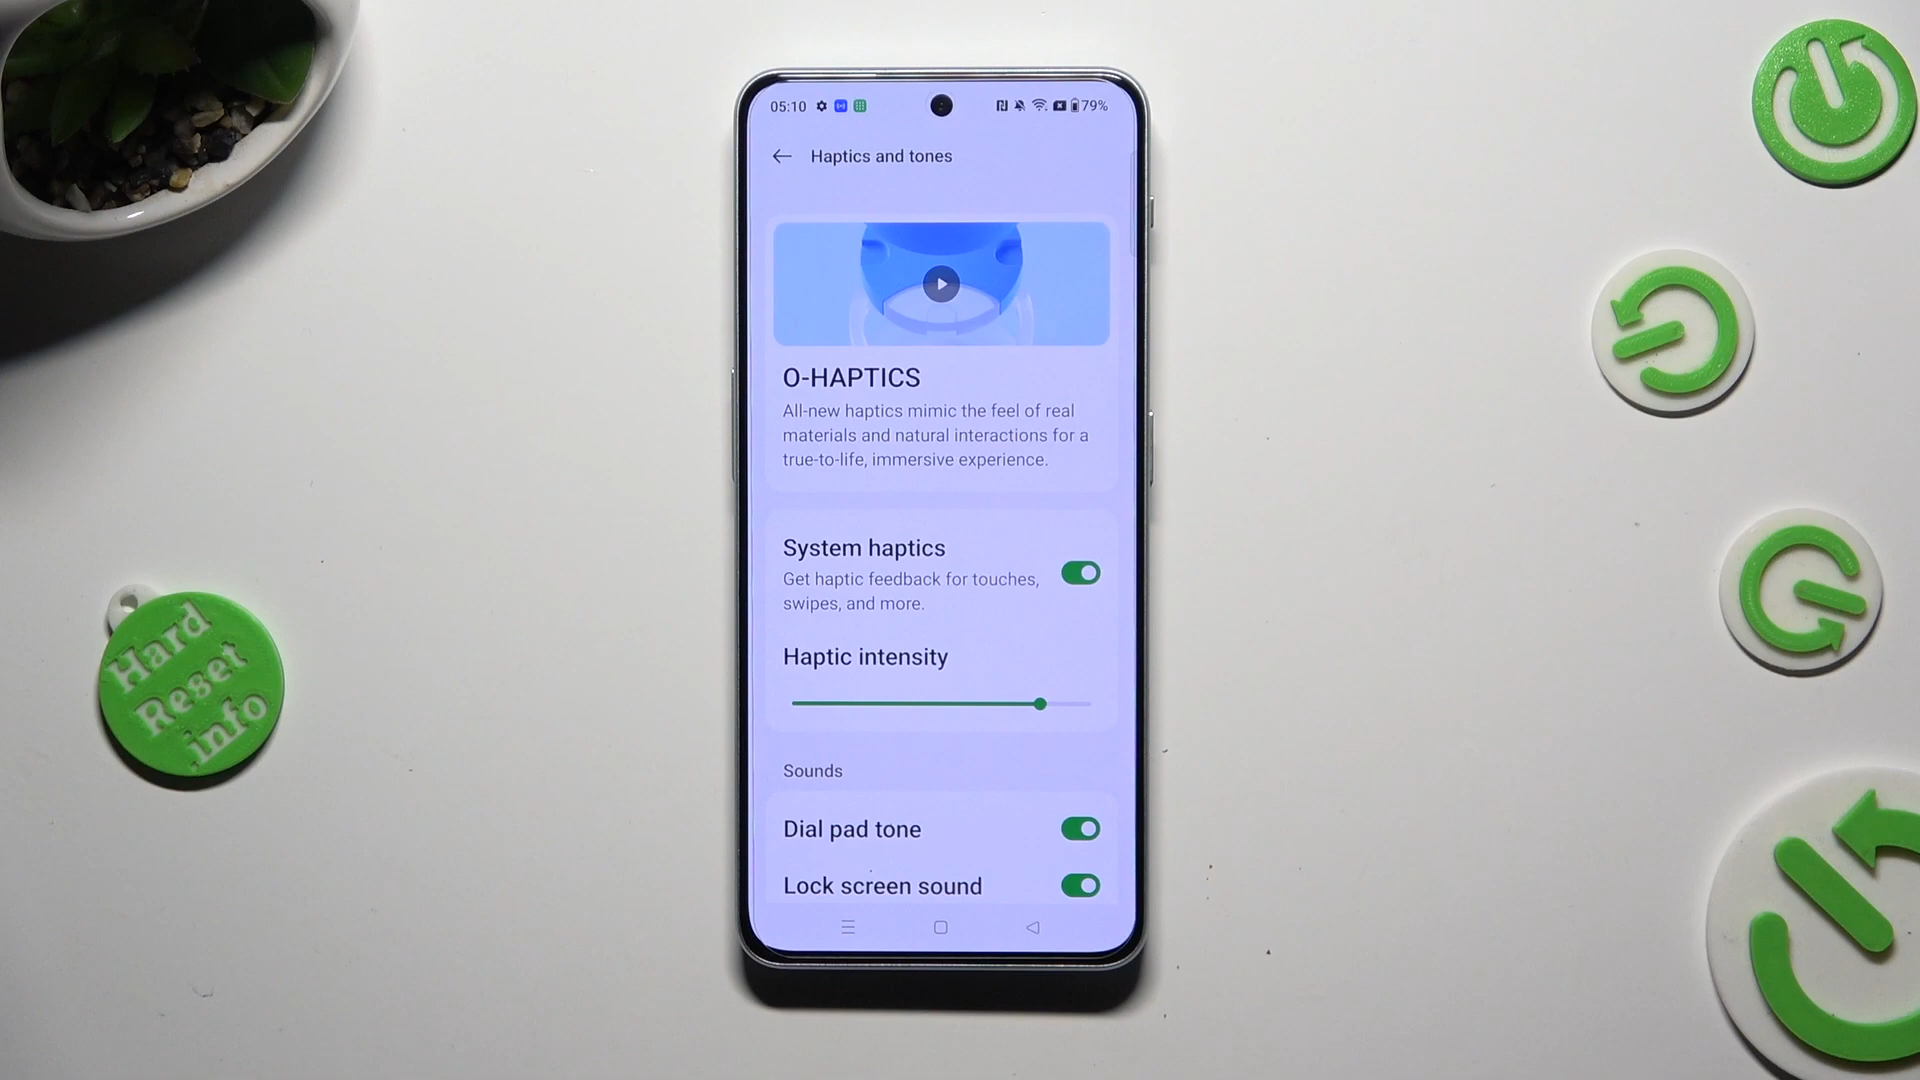 05:10
79%
Haptics and tones
O-HAPTICS
All-new haptics mimic the feel of real
materials and natural interactions for a
true-to-life, immersive experience.
System haptics
Get haptic feedback for touches,
swipes, and more.
Haptic intensity
Sounds
Dial pad tone
Lock screen sound
Hard
Reset
.info